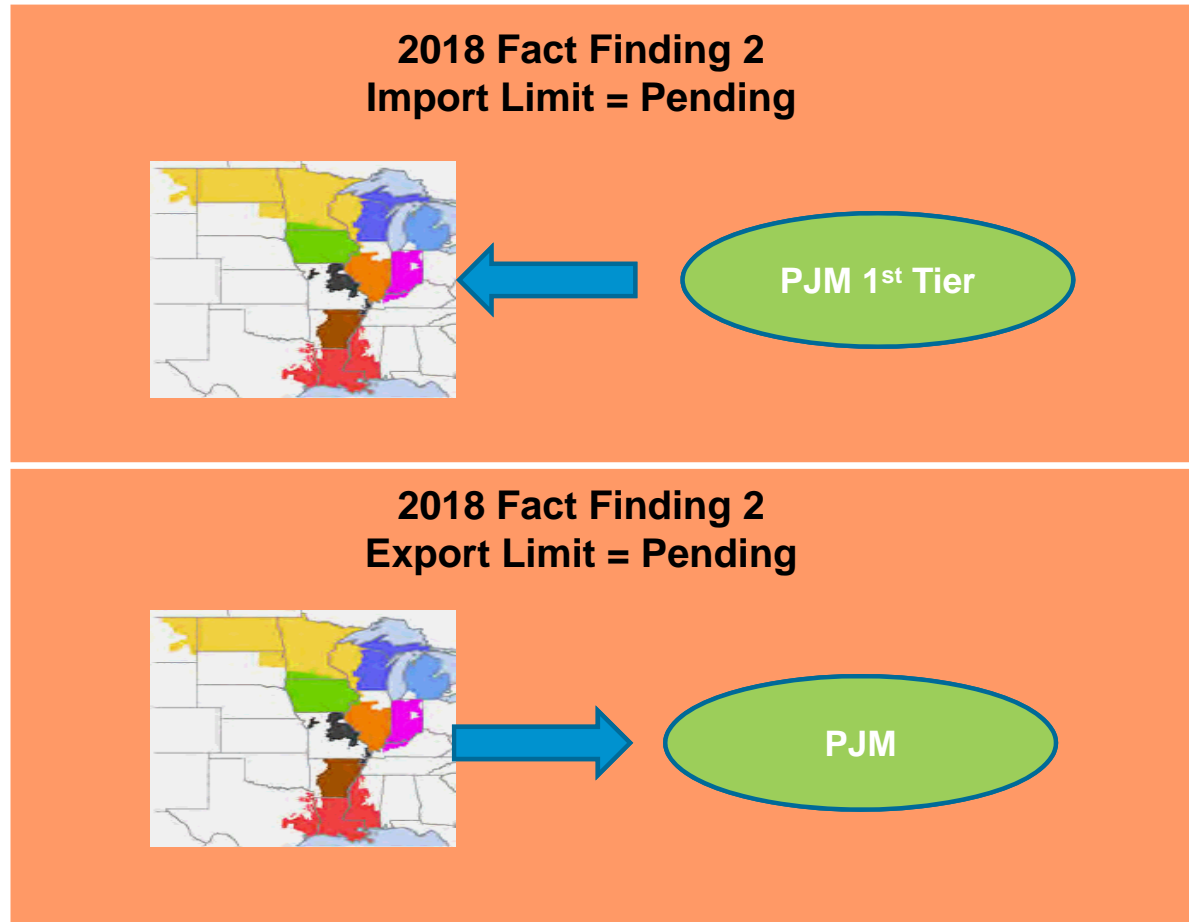 2018 Fact Finding 2
Import Limit = Pending
PJM 1st Tier
2018 Fact Finding 2
Export Limit = Pending
PJM